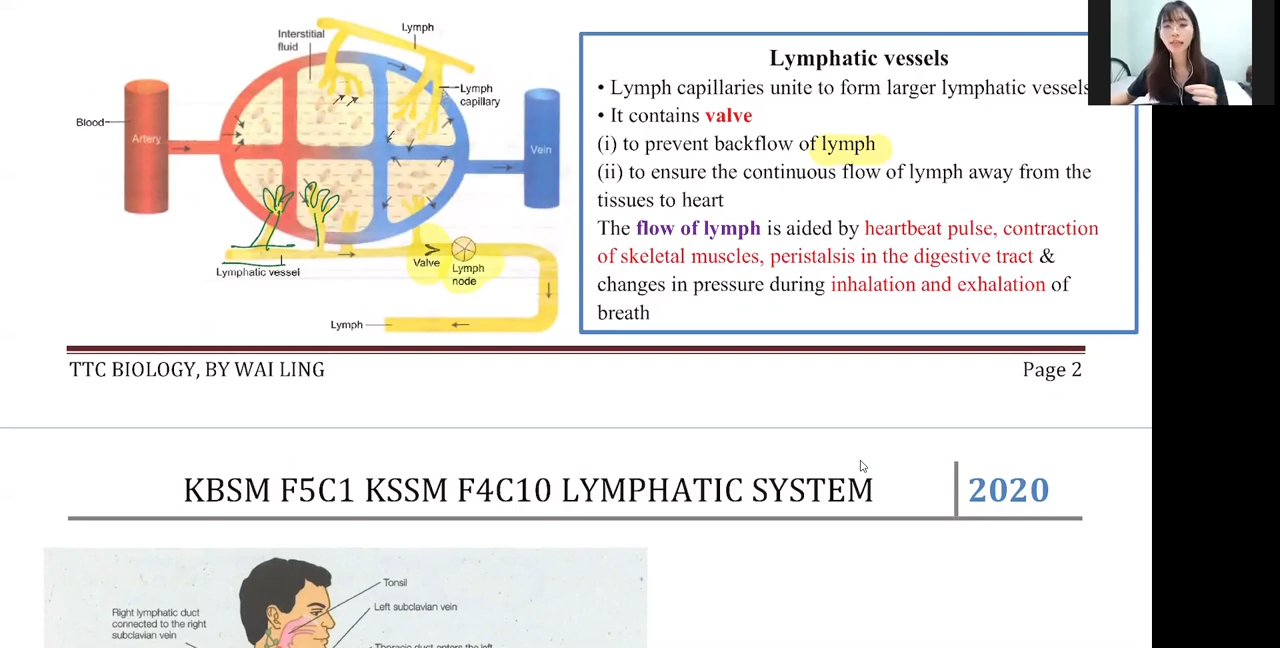 Interstitial
fluid
Lymph
Lymph
capillary
Blood
Artery
Vein
Valve
Lymph
node
Lymphatic vessel
Lymph
Lymphatic vessels
• Lymph capillaries unite to form larger lymphatic vessels
• It contains valve
(i) to prevent backflow of lymph
(ii) to ensure the continuous flow of lymph away from the
tissues to heart
The flow of lymph is aided by heartbeat pulse, contraction
of skeletal muscles, peristalsis in the digestive tract &
changes in pressure during inhalation and exhalation of
breath
TTC BIOLOGY, BY WAI LING
Page 2
KBSM F5C1 KSSM F4C10 LYMPHATIC SYSTEM
2020
Tonsil
Left subclavian vein
Right lymphatic duct
connected to the right
subclavian vein
Thoracic duct enters the left